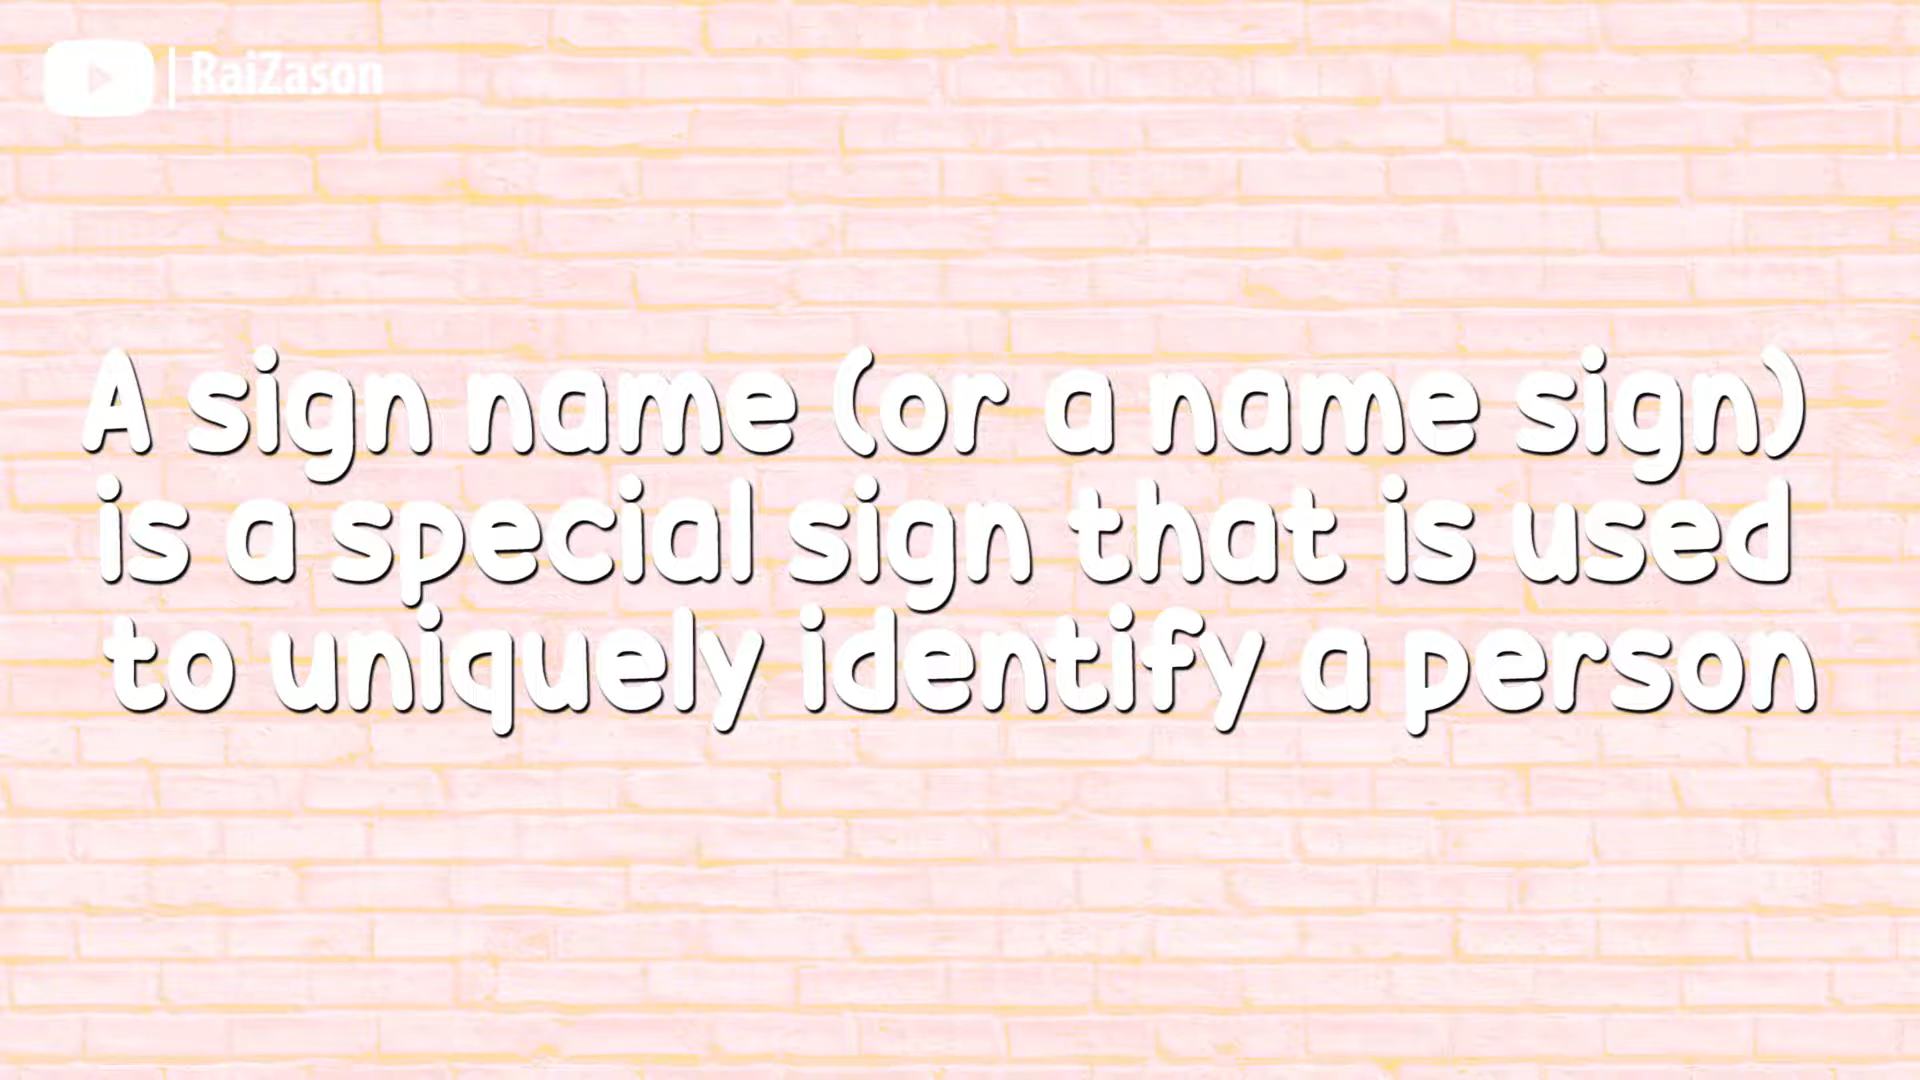 RaiZason
A sign name (or a name sign)
is a special sign that is used
to uniquely identify a person